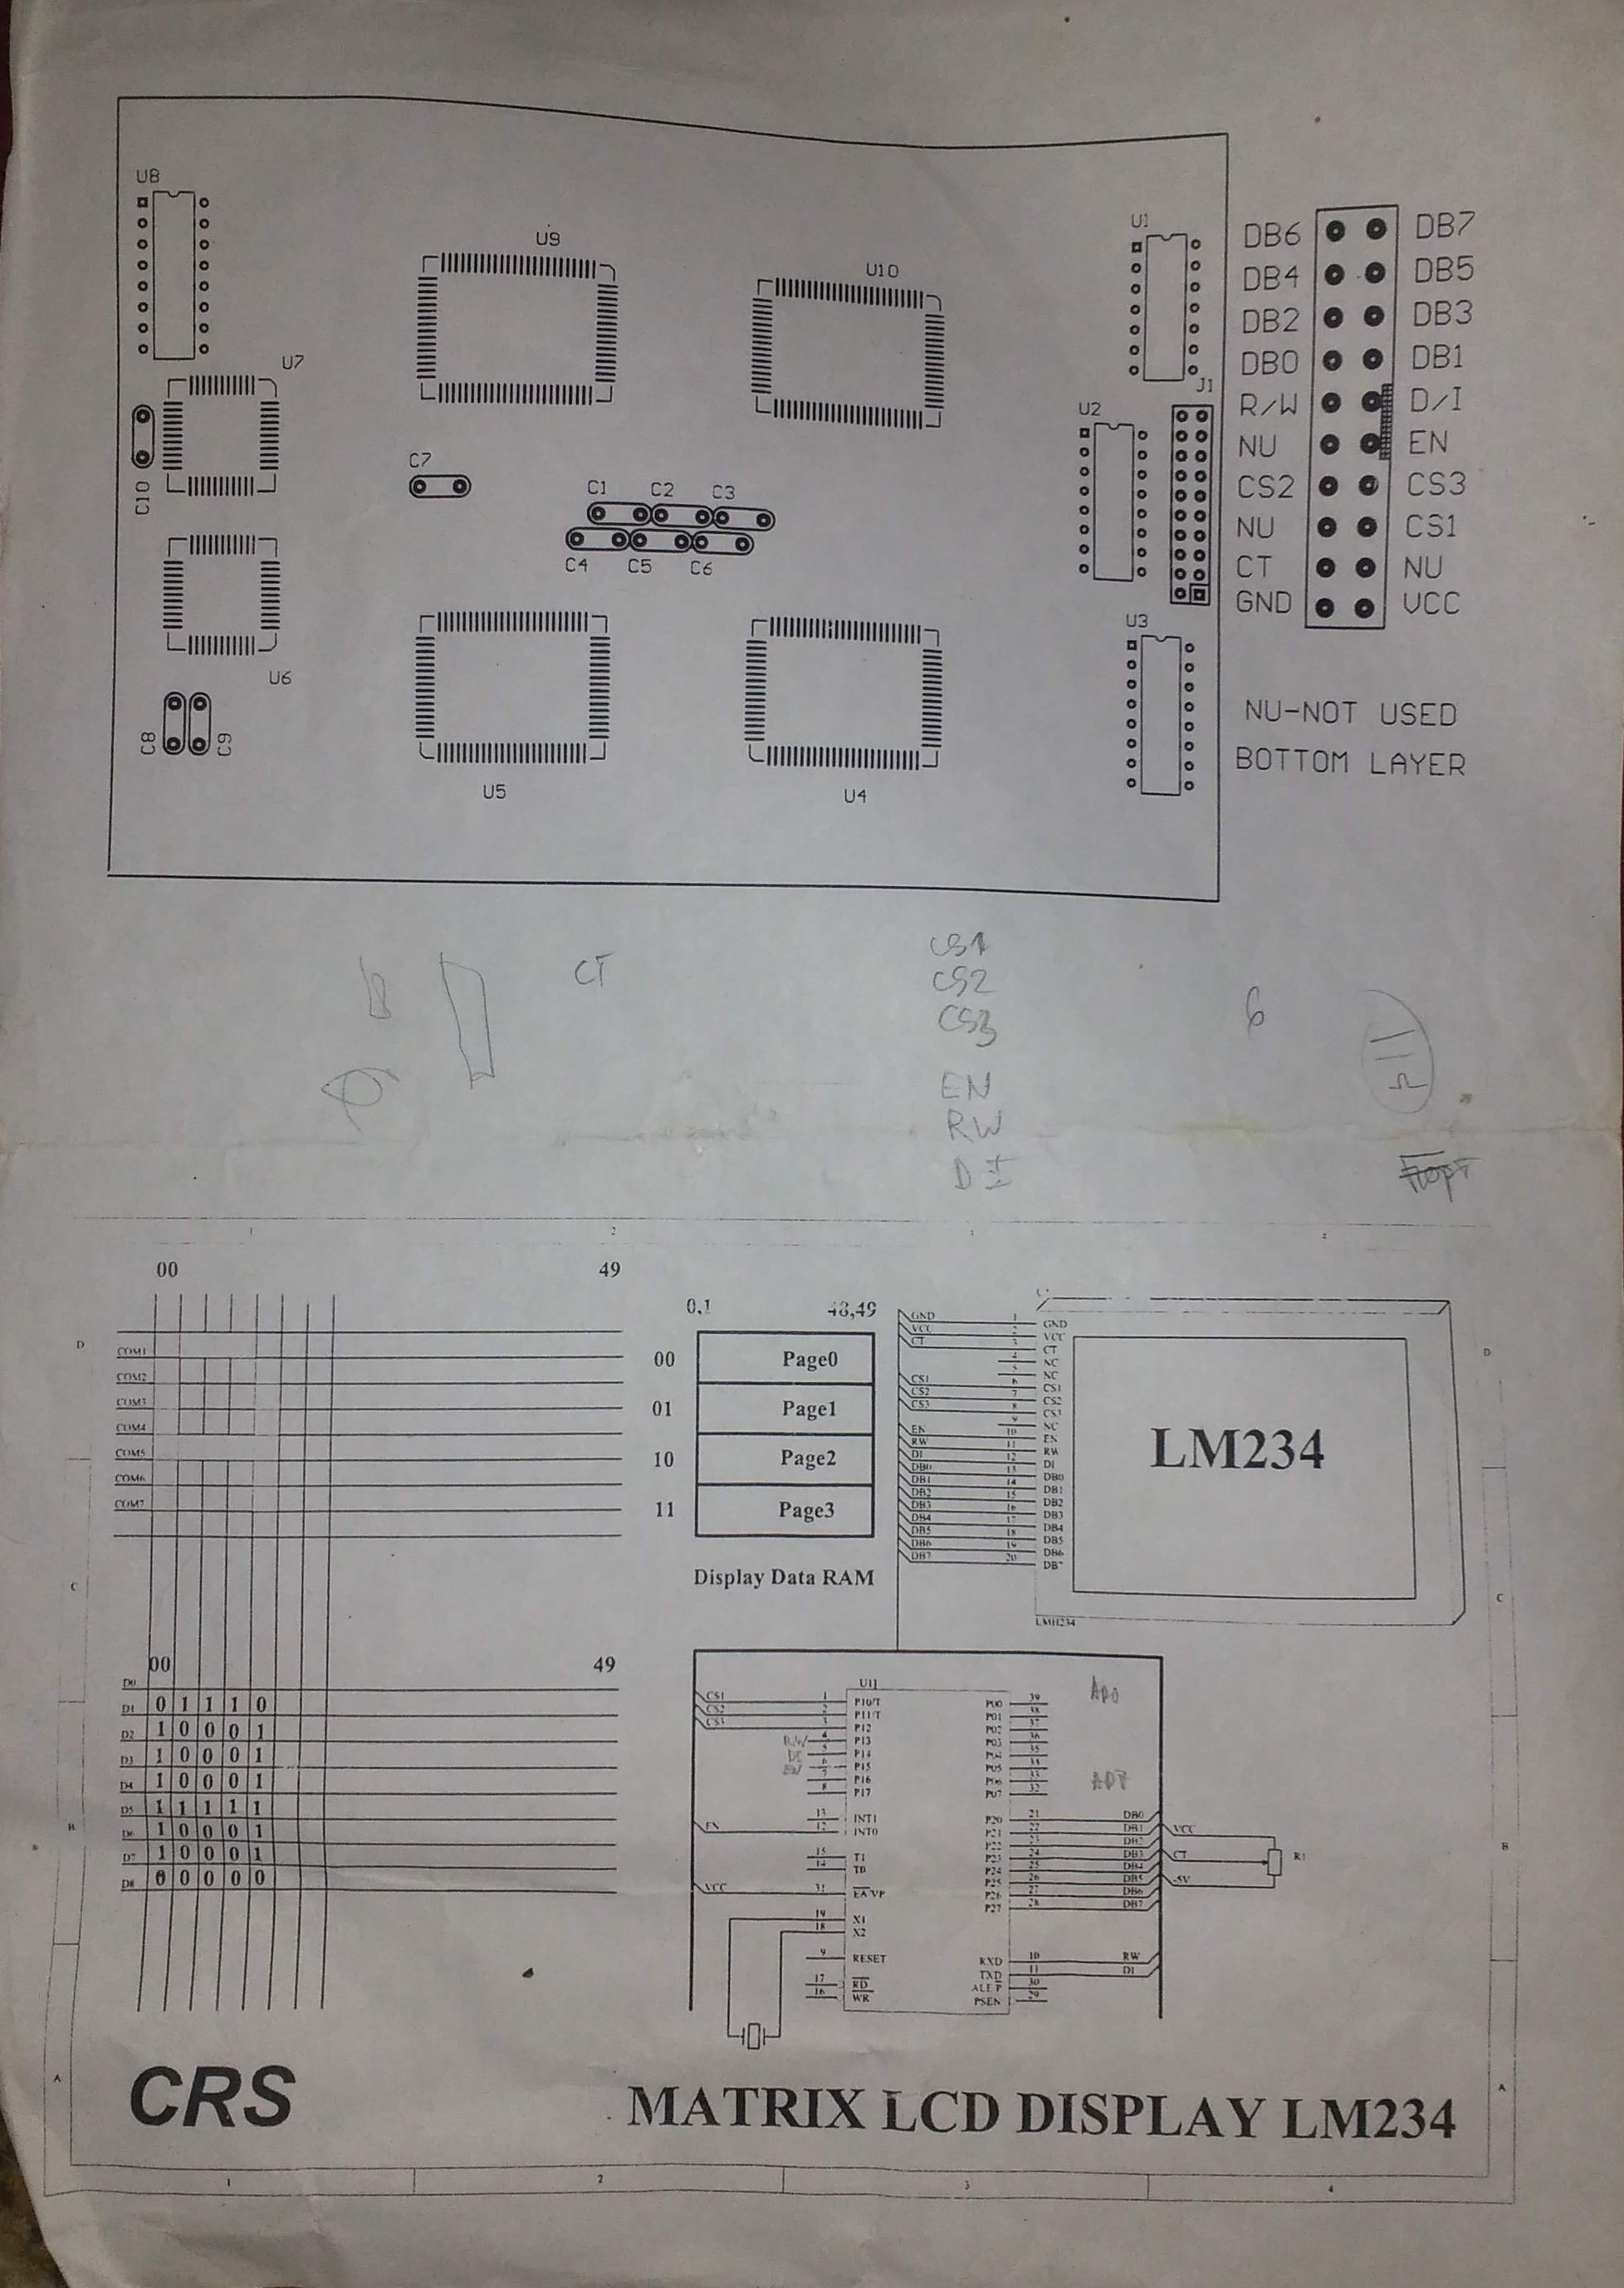 U8
U9
U10
U1
DB6 DB7
DB4 DB5
DB2 DB3
DB0 DB1
R/W D/I
NU EN
CS2 CS3
NU CS1
CT NU
GND VCC
U7
J1
U2
C10
C7
C1 C2 C3
C4 C5 C6
U3
U6
C8 C9
U5
U4
NU-NOT USED
BOTTOM LAYER
CT
CS1
CS2
CS3
EN
RW
DI
6
Порт
1 2
00 49
0,1 48,49
COM1
COM2
COM3
COM4
COM5
COM6
COM7
00 Page0
01 Page1
10 Page2
11 Page3
Display Data RAM
GND 1 GND
VCC 2 VCC
CT 3 CT
4 NC
5 NC
CS1 6 CS1
CS2 7 CS2
CS3 8 CS3
9 NC
EN 10 EN
RW 11 RW
DI 12 DI
DB0 13 DB0
DB1 14 DB1
DB2 15 DB2
DB3 16 DB3
DB4 17 DB4
DB5 18 DB5
DB6 19 DB6
DB7 20 DB7
LM234
LMH234
D C B A
D C B A
00 49
D0
D1 0 1 1 1 0
D2 1 0 0 0 1
D3 1 0 0 0 1
D4 1 0 0 0 1
D5 1 1 1 1 1
D6 1 0 0 0 1
D7 1 0 0 0 1
D8 0 0 0 0 0
U11
CS1 1 P10/T
CS2 2 P11/T
CS3 3 P12
R/W 4 P13
DI 5 P14
EN 6 P15
7 P16
8 P17
13 INT1
EN 12 INT0
15 T1
14 T0
VCC 31 EA/VP
19 X1
18 X2
9 RESET
17 RD
16 WR
P00 39 AD0
P01 38
P02 37
P03 36
P04 35
P05 34
P06 33 AD7
P07 32
P20 21 DB0
P21 22 DB1
P22 23 DB2
P23 24 DB3
P24 25 DB4
P25 26 DB5
P26 27 DB6
P27 28 DB7
RXD 10 RW
TXD 11 DI
ALE/P 30
PSEN 29
VCC
CT R1
-5V
CRS
MATRIX LCD DISPLAY LM234
1 2 3 4